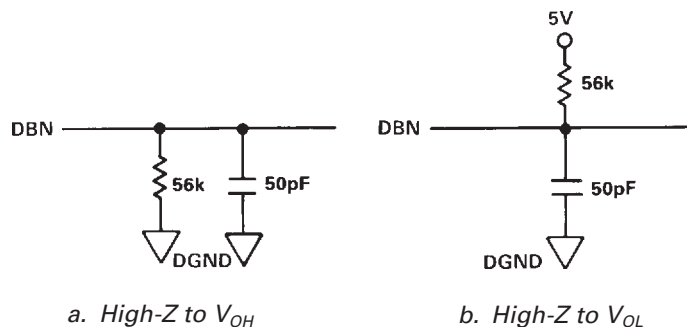 DBN
56k
50pF
DGND
a. High-Z to VOH
5V
56k
DBN
50pF
DGND
b. High-Z to VOL